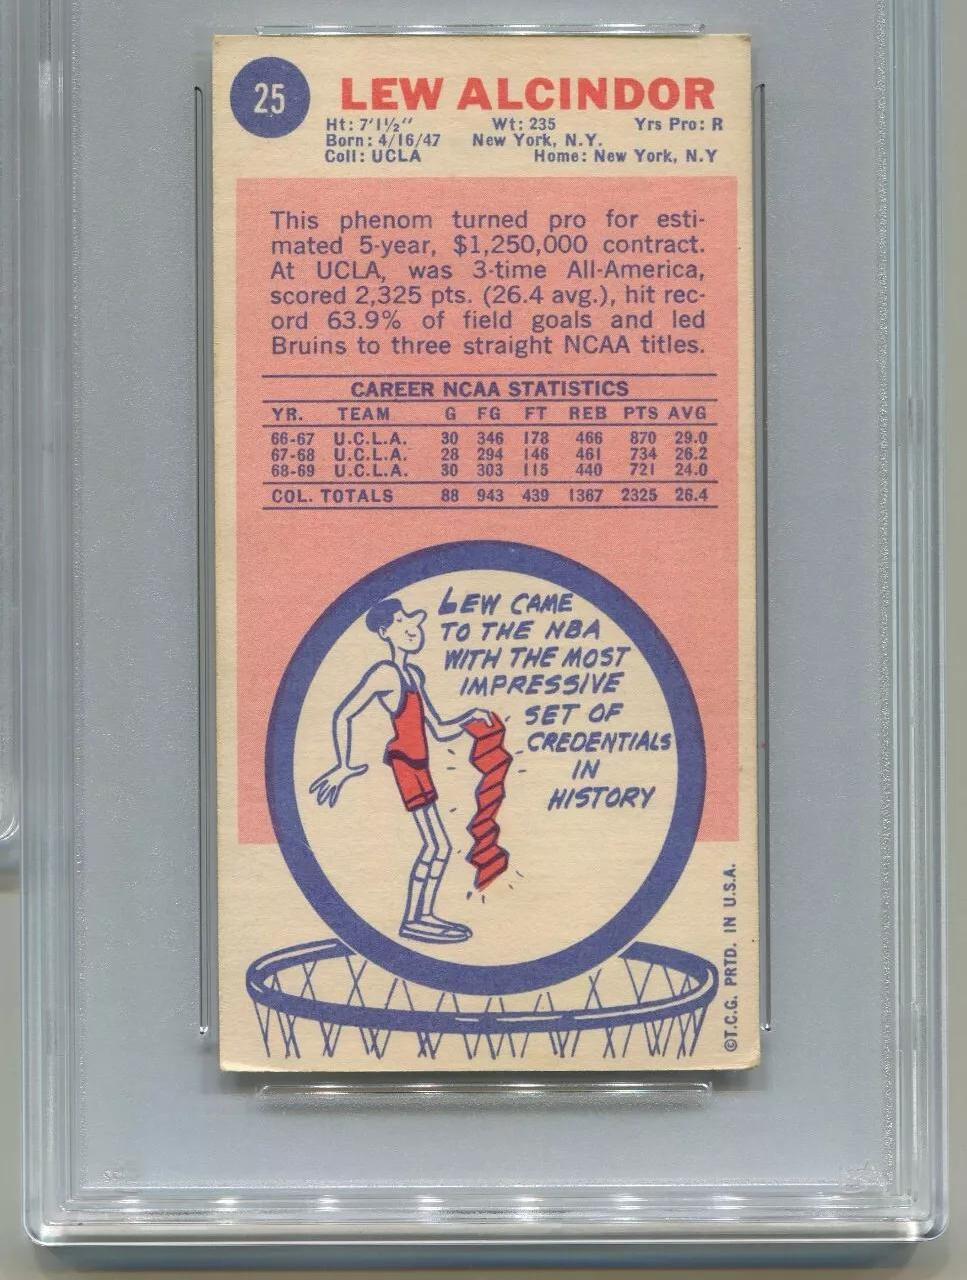 25
LEW ALCINDOR
Ht: 7'1½" Wt: 235 Yrs Pro: R
Born: 4/16/47 New York, N.Y.
Coll: UCLA Home: New York, N.Y
This phenom turned pro for esti-
mated 5-year, $1,250,000 contract.
At UCLA, was 3-time All-America,
scored 2,325 pts. (26.4 avg.), hit rec-
ord 63.9% of field goals and led
Bruins to three straight NCAA titles.
CAREER NCAA STATISTICS
YR. TEAM G FG FT REB PTS AVG
66-67 U.C.L.A. 30 346 178 466 870 29.0
67-68 U.C.L.A. 28 294 146 461 734 26.2
68-69 U.C.L.A. 30 303 115 440 721 24.0
COL. TOTALS 88 943 439 1367 2325 26.4
LEW CAME
TO THE NBA
WITH THE MOST
IMPRESSIVE
SET OF
CREDENTIALS
IN
HISTORY
©T.C.G. PRTD. IN U.S.A.